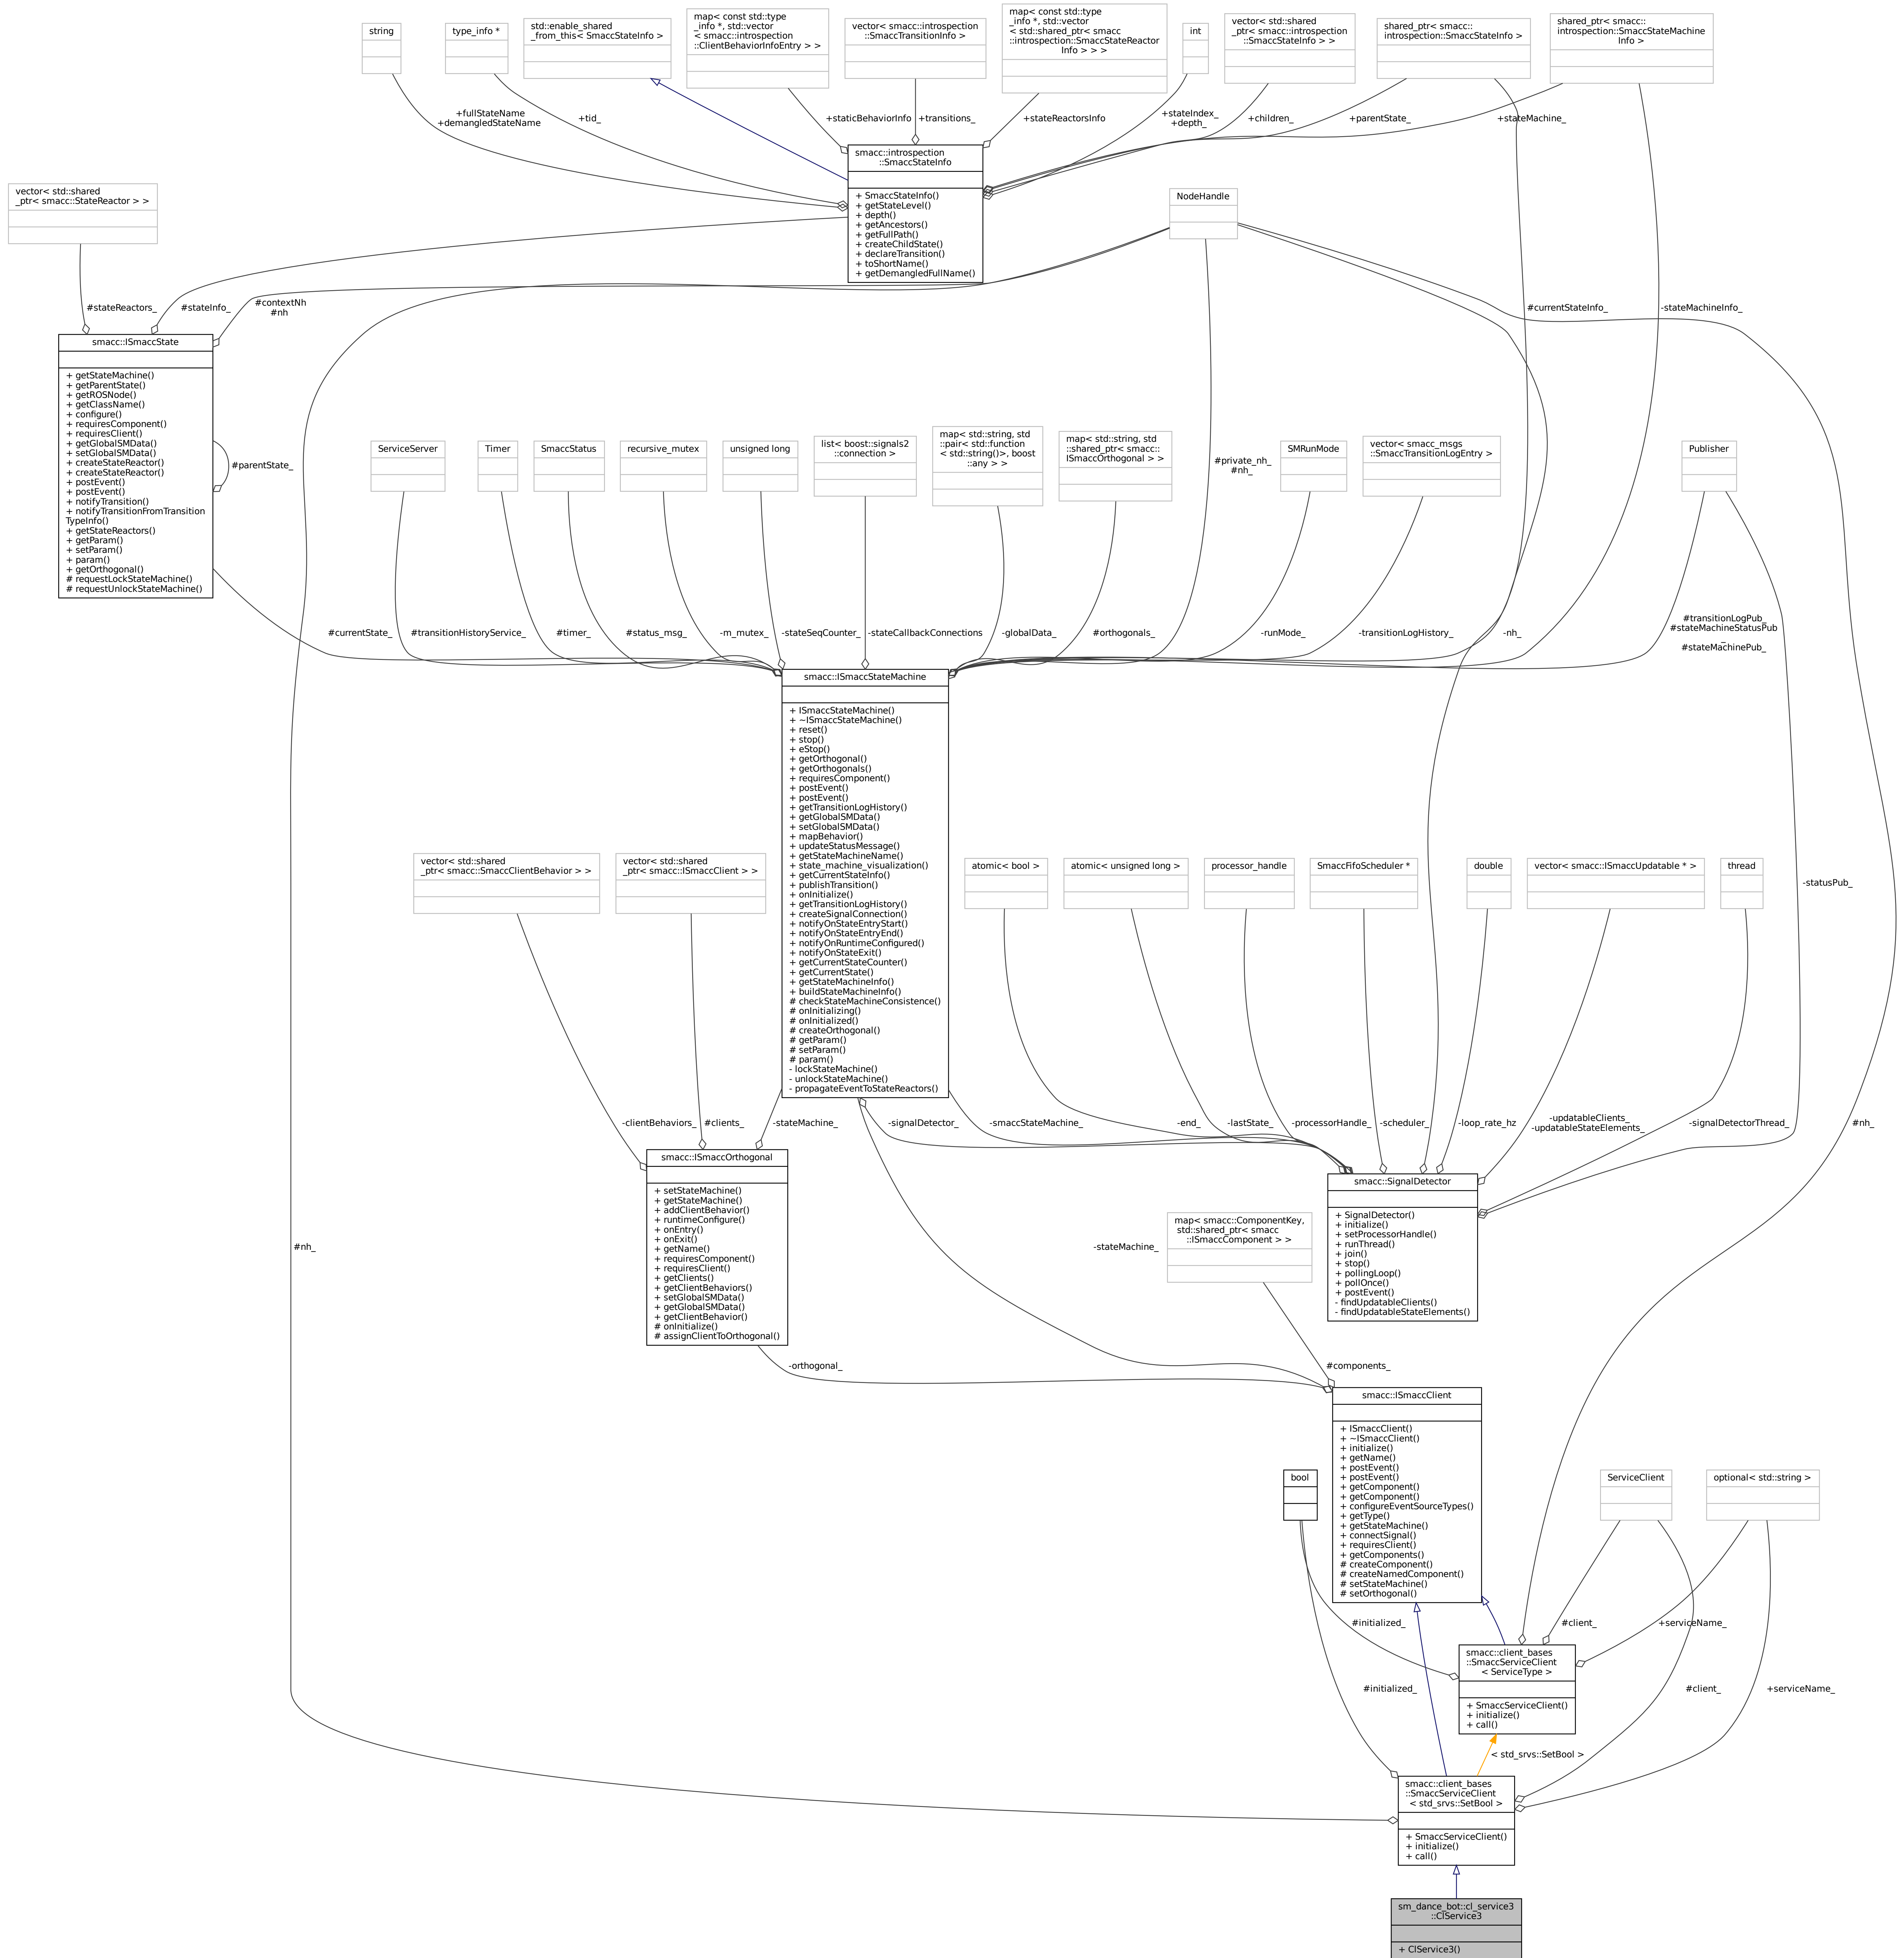 string
type_info *
std::enable_shared
_from_this< SmaccStateInfo >
map< const std::type
_info *, std::vector
< smacc::introspection
::ClientBehaviorInfoEntry > >
vector< smacc::introspection
::SmaccTransitionInfo >
map< const std::type
_info *, std::vector
< std::shared_ptr< smacc
::introspection::SmaccStateReactor
Info > > >
int
vector< std::shared
_ptr< smacc::introspection
::SmaccStateInfo > >
shared_ptr< smacc::
introspection::SmaccStateInfo >
shared_ptr< smacc::
introspection::SmaccStateMachine
Info >
+fullStateName
+demangledStateName
+tid_
+staticBehaviorInfo
+transitions_
+stateReactorsInfo
+stateIndex_
+depth_
+children_
+parentState_
+stateMachine_
smacc::introspection
::SmaccStateInfo
+ SmaccStateInfo()
+ getStateLevel()
+ depth()
+ getAncestors()
+ getFullPath()
+ createChildState()
+ declareTransition()
+ toShortName()
+ getDemangledFullName()
vector< std::shared
_ptr< smacc::StateReactor > >
NodeHandle
#stateReactors_
#stateInfo_
#contextNh
#nh
#currentStateInfo_
-stateMachineInfo_
smacc::ISmaccState
+ getStateMachine()
+ getParentState()
+ getROSNode()
+ getClassName()
+ configure()
+ requiresComponent()
+ requiresClient()
+ getGlobalSMData()
+ setGlobalSMData()
+ createStateReactor()
+ createStateReactor()
+ postEvent()
+ postEvent()
+ notifyTransition()
+ notifyTransitionFromTransition
TypeInfo()
+ getStateReactors()
+ getParam()
+ setParam()
+ param()
+ getOrthogonal()
# requestLockStateMachine()
# requestUnlockStateMachine()
#parentState_
ServiceServer
Timer
SmaccStatus
recursive_mutex
unsigned long
list< boost::signals2
::connection >
map< std::string, std
::pair< std::function
< std::string()>, boost
::any > >
map< std::string, std
::shared_ptr< smacc::
ISmaccOrthogonal > >
#private_nh_
#nh_
SMRunMode
vector< smacc_msgs
::SmaccTransitionLogEntry >
Publisher
#currentState_
#transitionHistoryService_
#timer_
#status_msg_
-m_mutex_
-stateSeqCounter_
-stateCallbackConnections
-globalData_
#orthogonals_
-runMode_
-transitionLogHistory_
-nh_
#transitionLogPub_
#stateMachineStatusPub
_
#stateMachinePub_
smacc::ISmaccStateMachine
+ ISmaccStateMachine()
+ ~ISmaccStateMachine()
+ reset()
+ stop()
+ eStop()
+ getOrthogonal()
+ getOrthogonals()
+ requiresComponent()
+ postEvent()
+ postEvent()
+ getTransitionLogHistory()
+ getGlobalSMData()
+ setGlobalSMData()
+ mapBehavior()
+ updateStatusMessage()
+ getStateMachineName()
+ state_machine_visualization()
+ getCurrentStateInfo()
+ publishTransition()
+ onInitialize()
+ getTransitionLogHistory()
+ createSignalConnection()
+ notifyOnStateEntryStart()
+ notifyOnStateEntryEnd()
+ notifyOnRuntimeConfigured()
+ notifyOnStateExit()
+ getCurrentStateCounter()
+ getCurrentState()
+ getStateMachineInfo()
+ buildStateMachineInfo()
# checkStateMachineConsistence()
# onInitializing()
# onInitialized()
# createOrthogonal()
# getParam()
# setParam()
# param()
- lockStateMachine()
- unlockStateMachine()
- propagateEventToStateReactors()
vector< std::shared
_ptr< smacc::SmaccClientBehavior > >
vector< std::shared
_ptr< smacc::ISmaccClient > >
atomic< bool >
atomic< unsigned long >
processor_handle
SmaccFifoScheduler *
double
vector< smacc::ISmaccUpdatable * >
thread
-statusPub_
-clientBehaviors_
#clients_
-stateMachine_
-signalDetector_
-smaccStateMachine_
-end_
-lastState_
-processorHandle_
-scheduler_
-loop_rate_hz
-updatableClients_
-updatableStateElements_
-signalDetectorThread_
#nh_
smacc::ISmaccOrthogonal
+ setStateMachine()
+ getStateMachine()
+ addClientBehavior()
+ runtimeConfigure()
+ onEntry()
+ onExit()
+ getName()
+ requiresComponent()
+ requiresClient()
+ getClients()
+ getClientBehaviors()
+ setGlobalSMData()
+ getGlobalSMData()
+ getClientBehavior()
# onInitialize()
# assignClientToOrthogonal()
smacc::SignalDetector
+ SignalDetector()
+ initialize()
+ setProcessorHandle()
+ runThread()
+ join()
+ stop()
+ pollingLoop()
+ pollOnce()
+ postEvent()
- findUpdatableClients()
- findUpdatableStateElements()
#nh_
-stateMachine_
map< smacc::ComponentKey,
std::shared_ptr< smacc
::ISmaccComponent > >
-orthogonal_
#components_
smacc::ISmaccClient
+ ISmaccClient()
+ ~ISmaccClient()
+ initialize()
+ getName()
+ postEvent()
+ postEvent()
+ getComponent()
+ getComponent()
+ configureEventSourceTypes()
+ getType()
+ getStateMachine()
+ connectSignal()
+ requiresClient()
+ getComponents()
# createComponent()
# createNamedComponent()
# setStateMachine()
# setOrthogonal()
bool
ServiceClient
optional< std::string >
#initialized_
#client_
+serviceName_
smacc::client_bases
::SmaccServiceClient
< ServiceType >
+ SmaccServiceClient()
+ initialize()
+ call()
#initialized_
#client_
+serviceName_
< std_srvs::SetBool >
smacc::client_bases
::SmaccServiceClient
< std_srvs::SetBool >
+ SmaccServiceClient()
+ initialize()
+ call()
sm_dance_bot::cl_service3
::ClService3
+ ClService3()